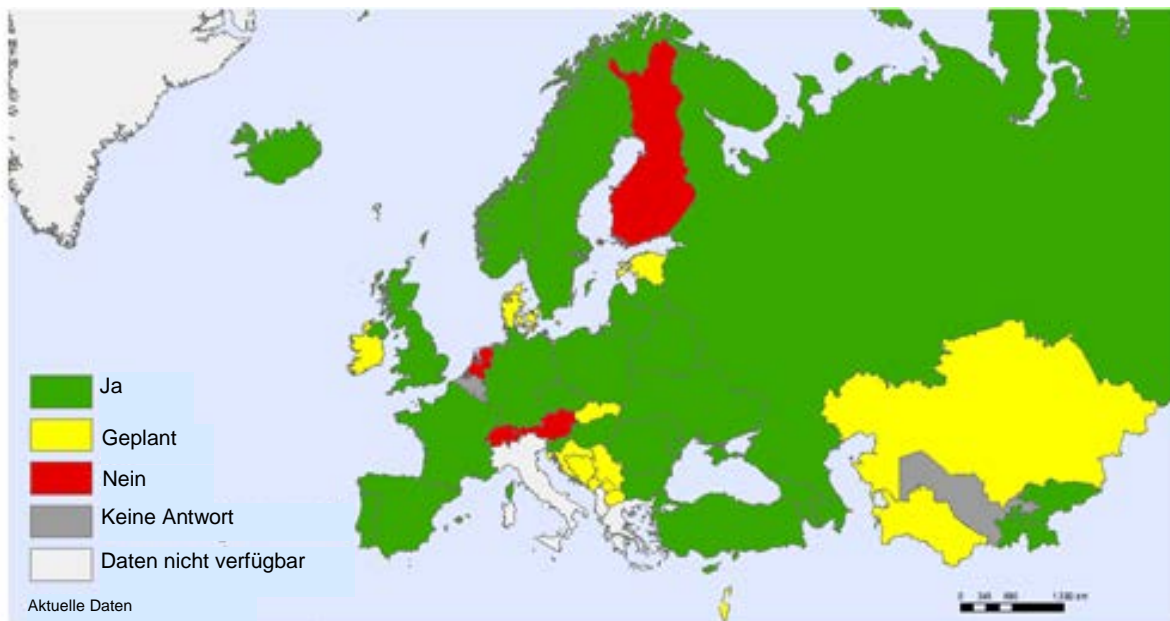 Ja
Geplant
Nein
Keine Antwort
Daten nicht verfügbar
Aktuelle Daten